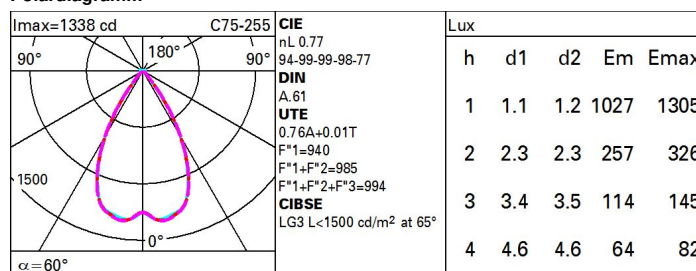 Imax=1338 cd C75-255
90° 180° 90°
1500
0°
α=60°
CIE
nL 0.77
94-99-99-98-77
DIN
A.61
UTE
0.76A+0.01T
F"1=940
F"1+F"2=985
F"1+F"2+F"3=994
CIBSE
LG3 L<1500 cd/m² at 65°
Lux
h d1 d2 Em Emax
1 1.1 1.2 1027 1305
2 2.3 2.3 257 326
3 3.4 3.5 114 145
4 4.6 4.6 64 82